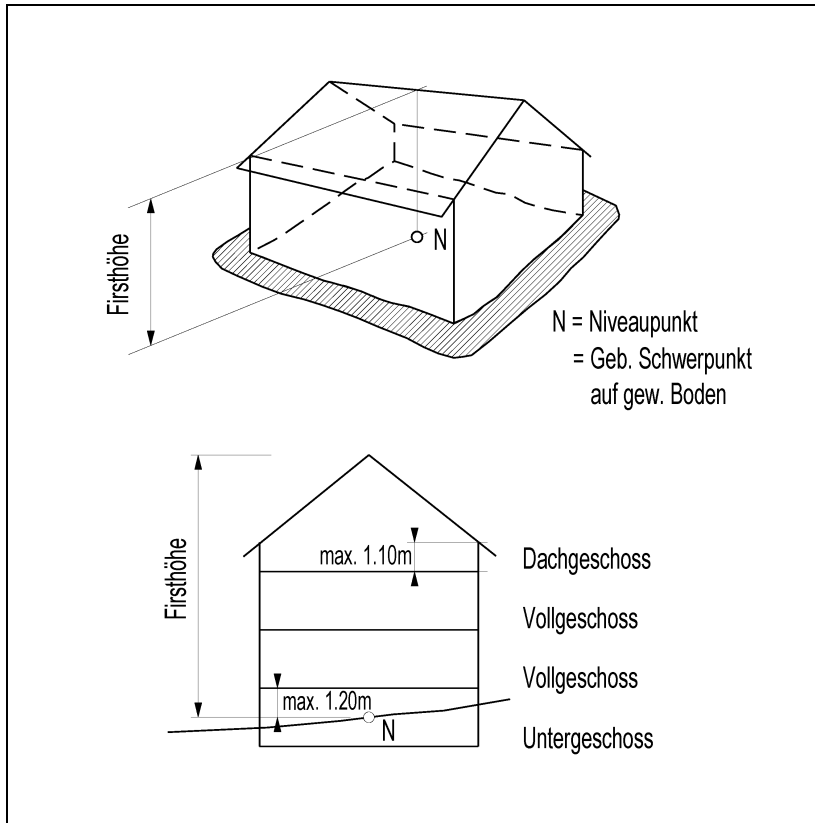 Firsthöhe
N
N = Niveaupunkt
= Geb. Schwerpunkt
auf gew. Boden
Firsthöhe
max. 1.10m
Dachgeschoss
Vollgeschoss
Vollgeschoss
max. 1.20m
N
Untergeschoss